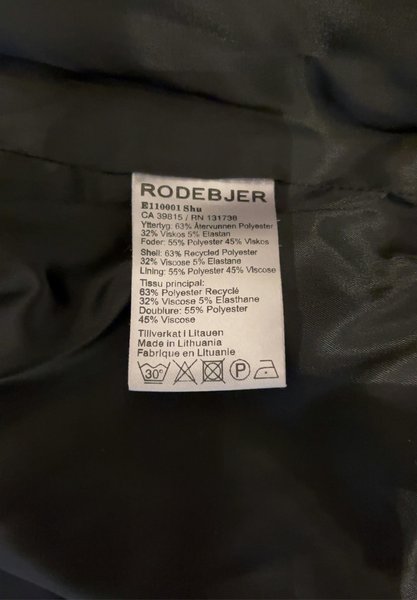 RODEBJER
E110001 Shu
CA 39815 / RN 131736
Yttertyg: 63% Återvunnen Polyester
32% Viskos 5% Elastan
Foder: 55% Polyester 45% Viskos
Shell: 63% Recycled Polyester
32% Viscose 5% Elastane
Lining: 55% Polyester 45% Viscose
Tissu principal:
63% Polyester Recyclé
32% Viscose 5% Elasthane
Doublure: 55% Polyester
45% Viscose
Tillverkat i Litauen
Made in Lithuania
Fabrique en Lituanie
30° P